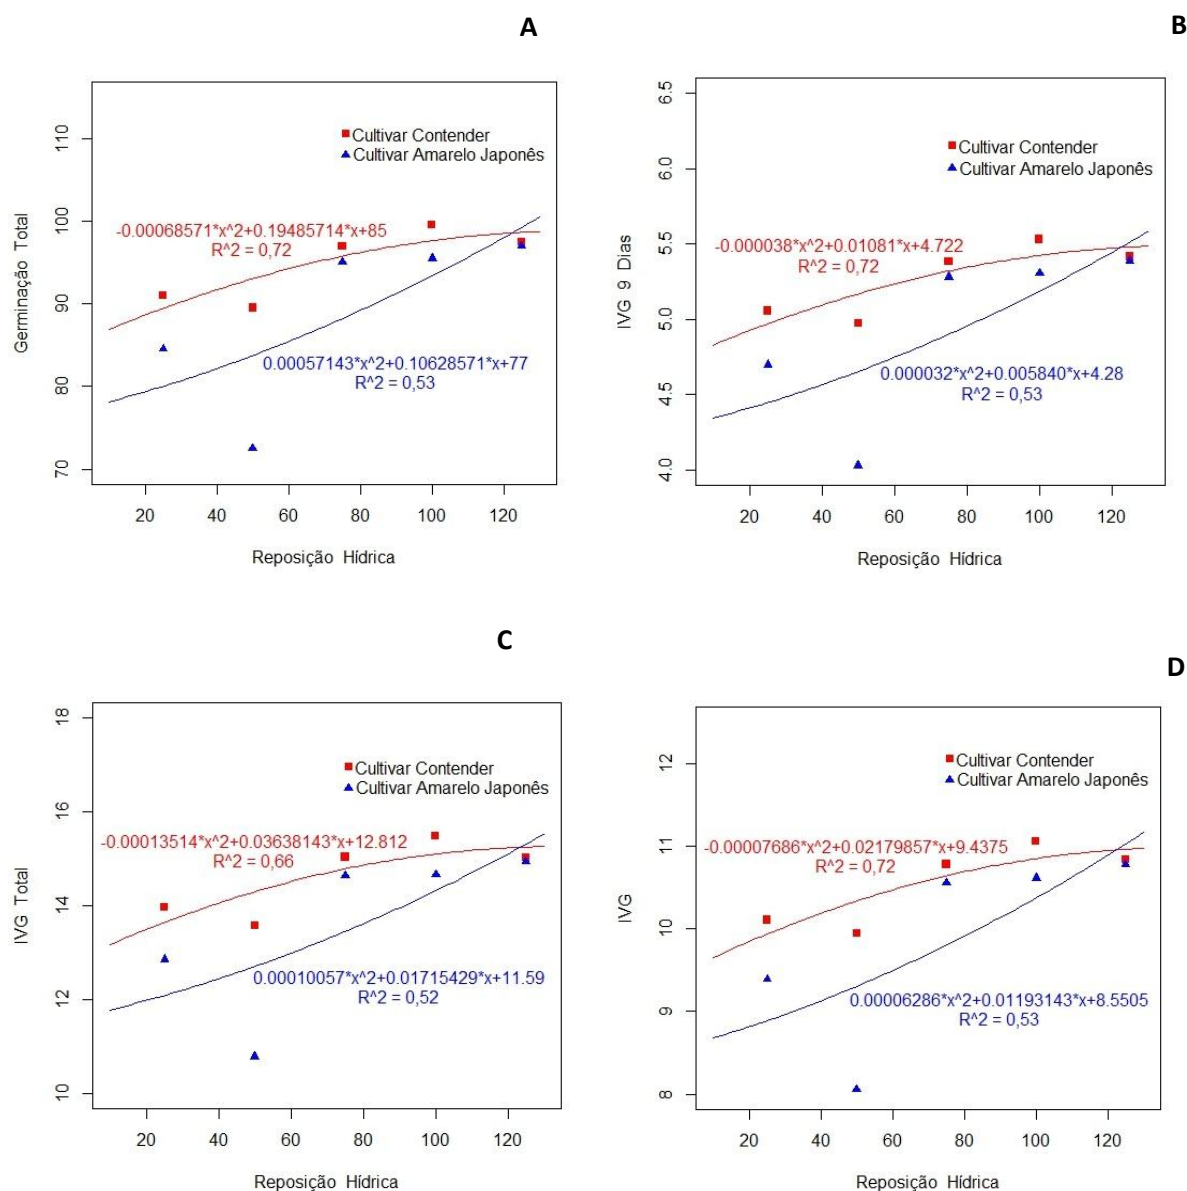 A
110
100
90
80
70
Germinação Total
Cultivar Contender
Cultivar Amarelo Japonês
-0.00068571*x^2+0.19485714*x+85
R^2 = 0,72
0.00057143*x^2+0.10628571*x+77
R^2 = 0,53
20 40 60 80 100 120
Reposição Hídrica
B
6.5
6.0
5.5
5.0
4.5
4.0
IVG 9 Dias
Cultivar Contender
Cultivar Amarelo Japonês
-0.000038*x^2+0.01081*x+4.722
R^2 = 0,72
0.000032*x^2+0.005840*x+4.28
R^2 = 0,53
20 40 60 80 100 120
Reposição Hídrica
C
18
16
14
12
10
IVG Total
Cultivar Contender
Cultivar Amarelo Japonês
-0.00013514*x^2+0.03638143*x+12.812
R^2 = 0,66
0.00010057*x^2+0.01715429*x+11.59
R^2 = 0,52
20 40 60 80 100 120
Reposição Hídrica
D
12
11
10
9
8
IVG
Cultivar Contender
Cultivar Amarelo Japonês
-0.00007686*x^2+0.02179857*x+9.4375
R^2 = 0,72
0.00006286*x^2+0.01193143*x+8.5505
R^2 = 0,53
20 40 60 80 100 120
Reposição Hídrica